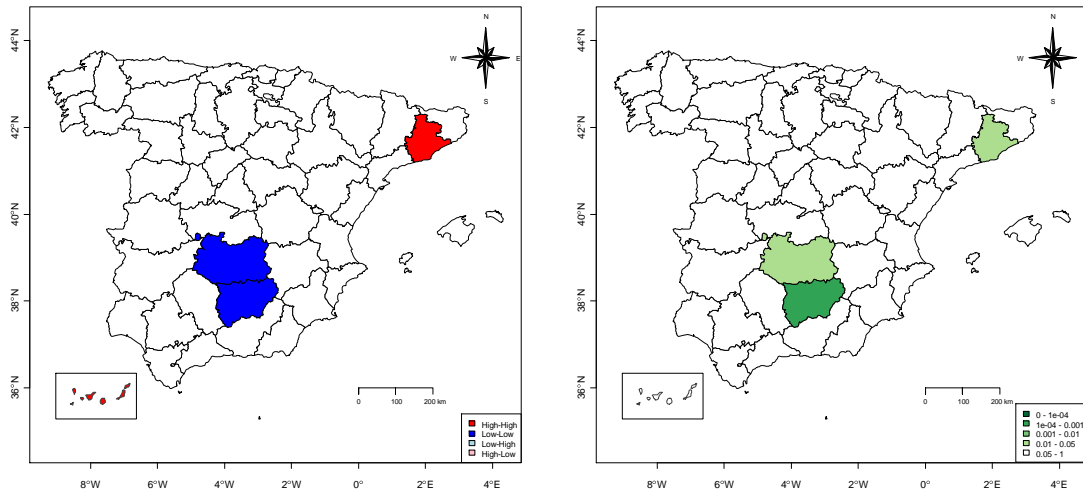 N
W E
S
44°N
42°N
40°N
38°N
36°N
0 100 200 km
High-High
Low-Low
Low-High
High-Low
8°W 6°W 4°W 2°W 0° 2°E 4°E
N
W E
S
44°N
42°N
40°N
38°N
36°N
0 100 200 km
0 - 1e-04
1e-04 - 0.001
0.001 - 0.01
0.01 - 0.05
0.05 - 1
8°W 6°W 4°W 2°W 0° 2°E 4°E